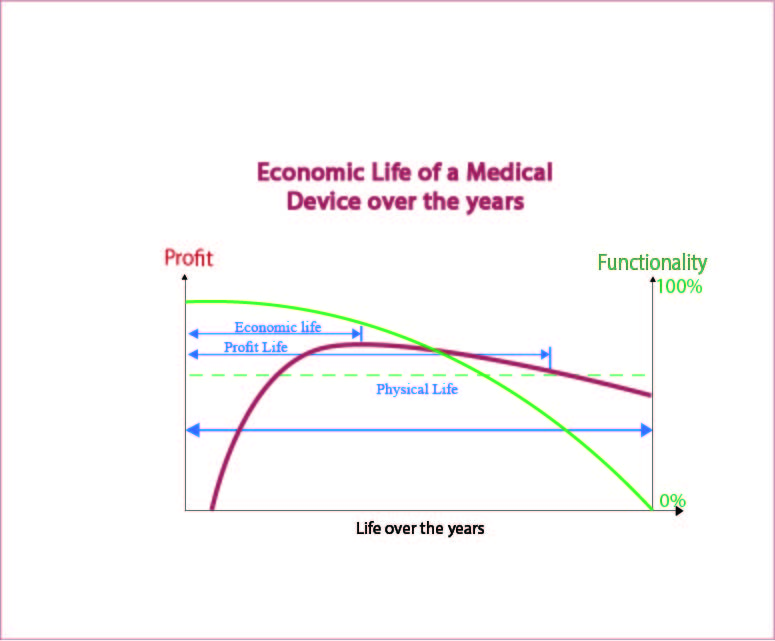 Economic Life of a Medical
Device over the years
Profit
Functionality
100%
Economic life
Profit Life
Physical Life
0%
Life over the years